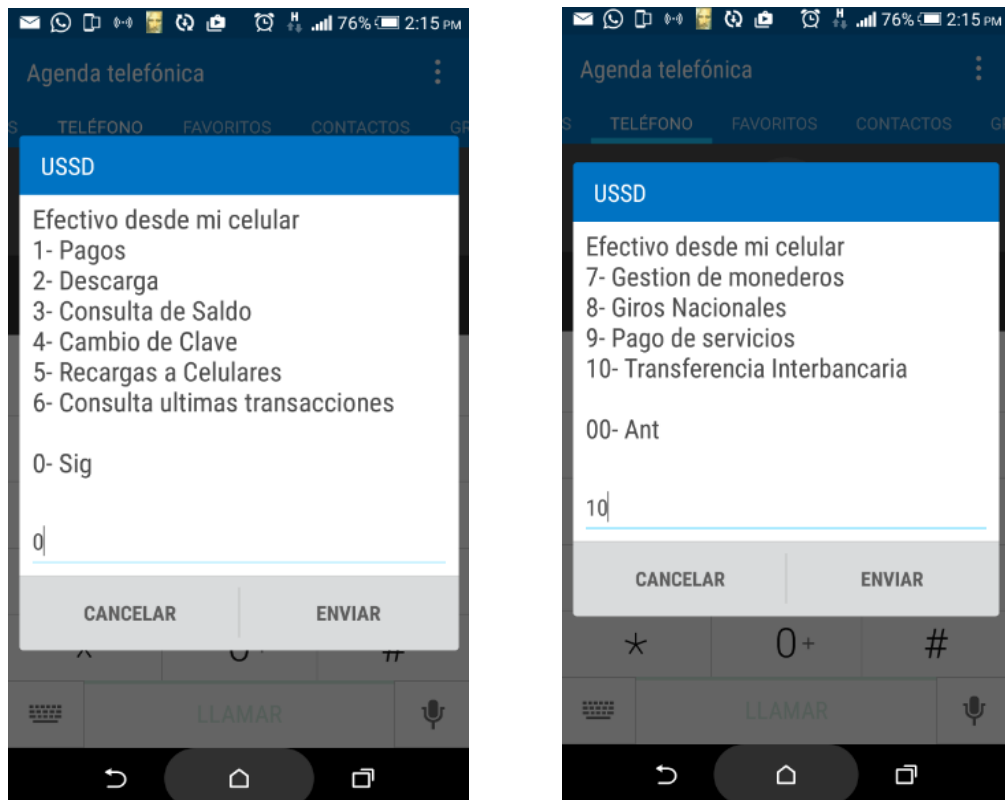 76% 2:15 PM
Agenda telefónica
S TELÉFONO FAVORITOS CONTACTOS GR
USSD
Efectivo desde mi celular
1- Pagos
2- Descarga
3- Consulta de Saldo
4- Cambio de Clave
5- Recargas a Celulares
6- Consulta ultimas transacciones
0- Sig
0
CANCELAR ENVIAR
0+ #
LLAMAR
H 76% 2:15 PM
Agenda telefónica
S TELÉFONO FAVORITOS CONTACTOS G
USSD
Efectivo desde mi celular
7- Gestion de monederos
8- Giros Nacionales
9- Pago de servicios
10- Transferencia Interbancaria
00- Ant
10
CANCELAR ENVIAR
* 0+ #
LLAMAR